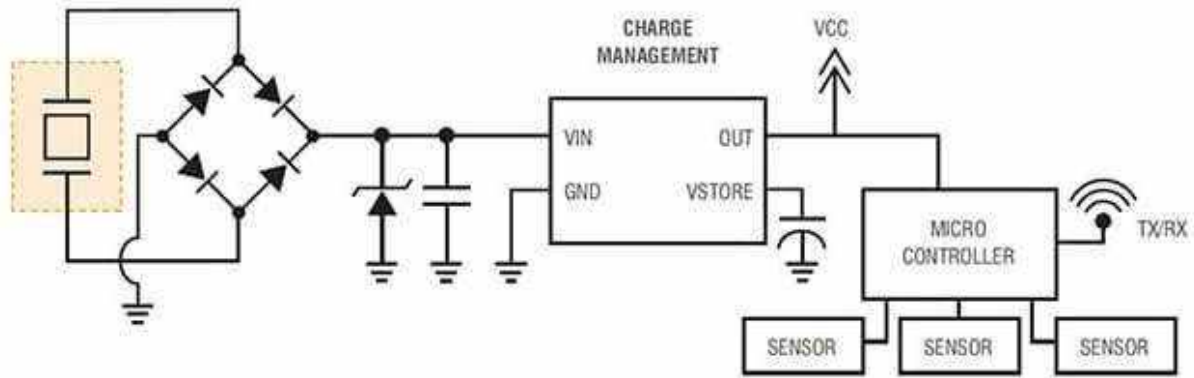 CHARGE
MANAGEMENT
VCC
VIN
OUT
GND
VSTORE
MICRO
CONTROLLER
TX/RX
SENSOR
SENSOR
SENSOR